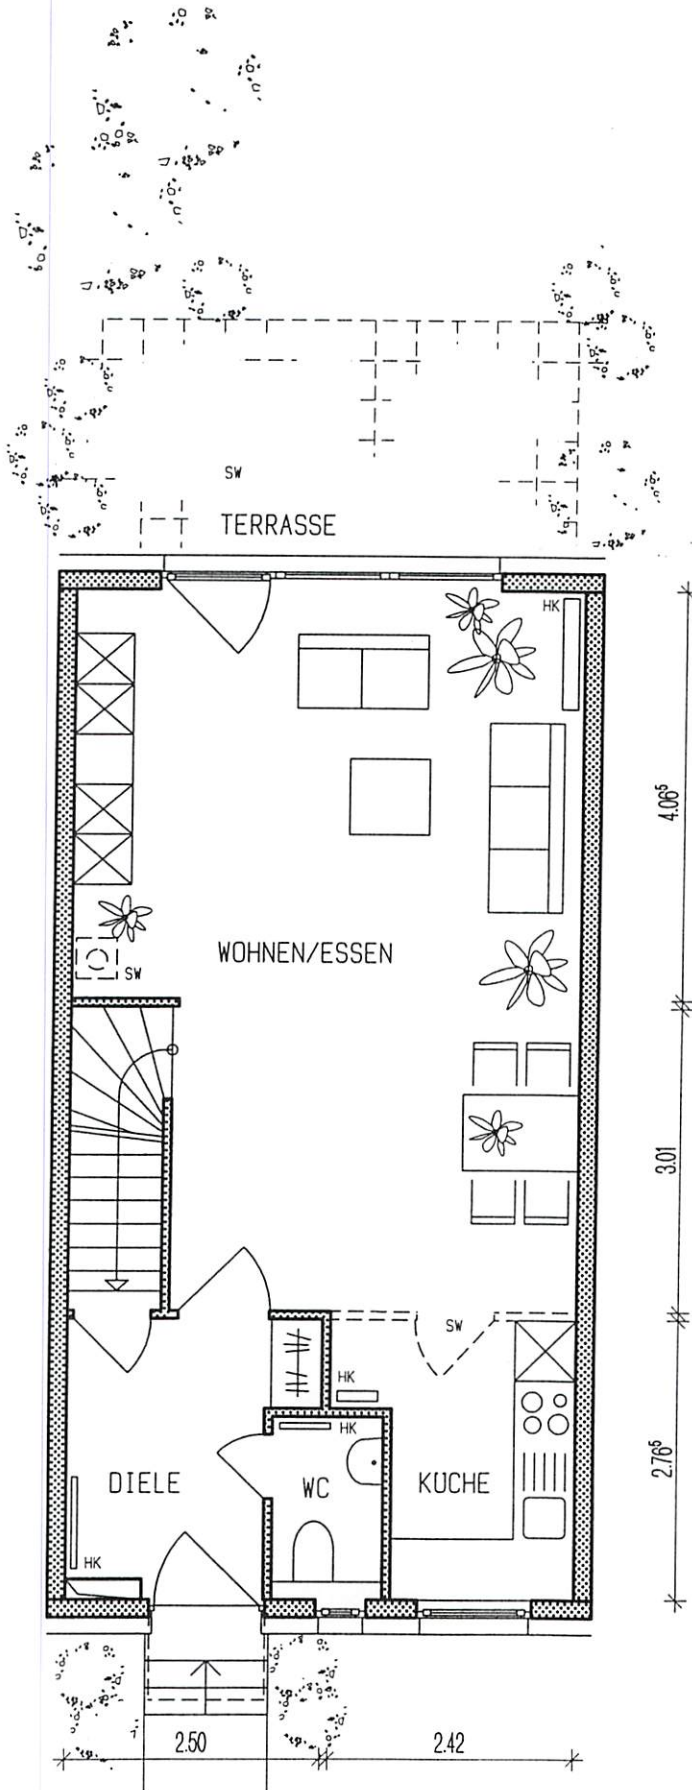 SW
TERRASSE
HK
4.06⁵
WOHNEN/ESSEN
SW
3.01
SW
HK
HK
2.76⁵
DIELE
WC
KÜCHE
HK
2.50
2.42